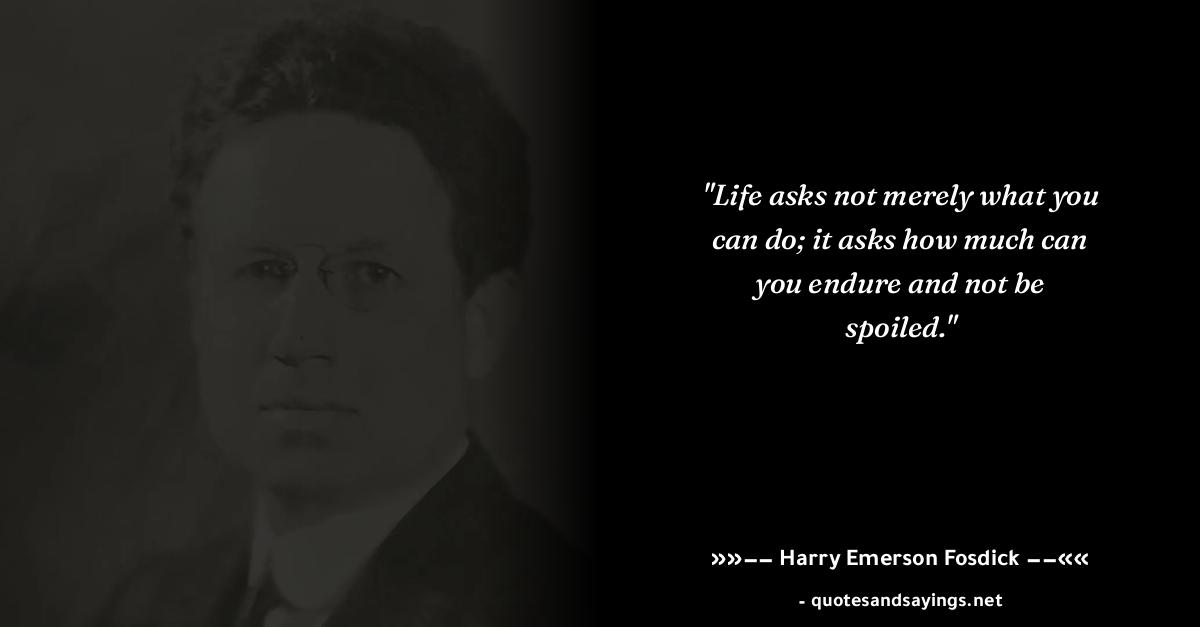 "Life asks not merely what you
can do; it asks how much can
you endure and not be
spoiled."
»»–– Harry Emerson Fosdick ––««
- quotesandsayings.net